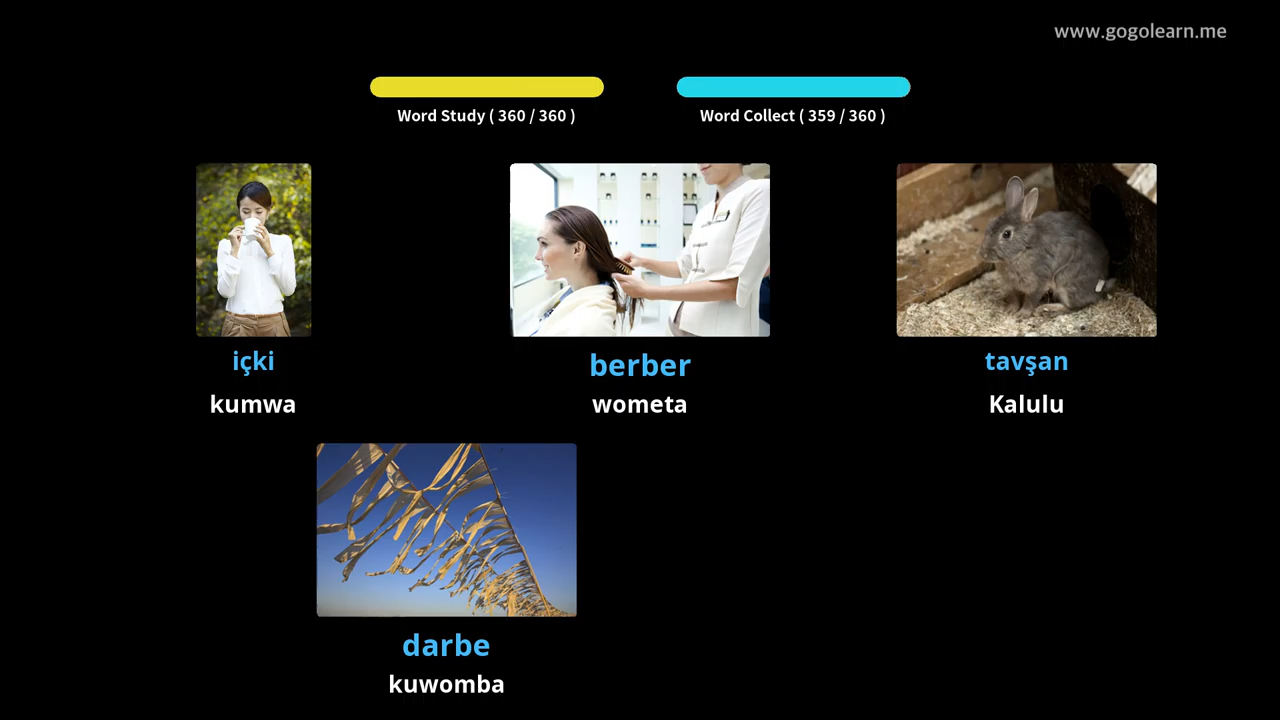 www.gogolearn.me
Word Study ( 360 / 360 )
Word Collect ( 359 / 360 )
içki
berber
tavşan
kumwa
wometa
Kalulu
darbe
kuwomba